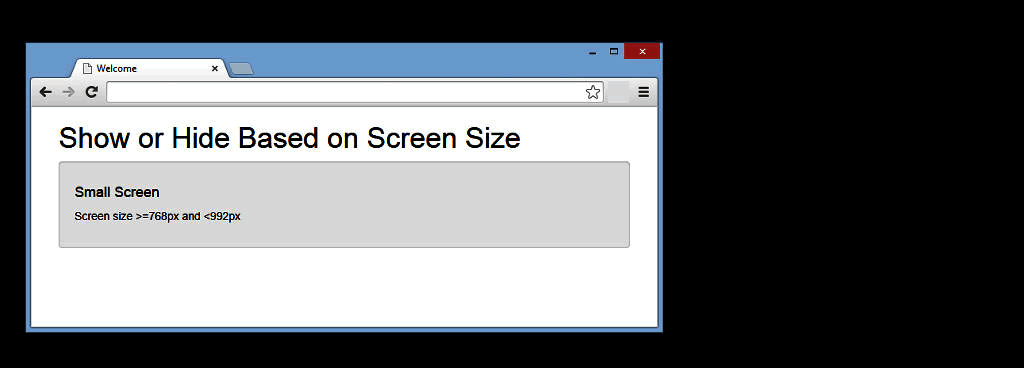 Welcome
Show or Hide Based on Screen Size
Small Screen
Screen size >=768px and <992px